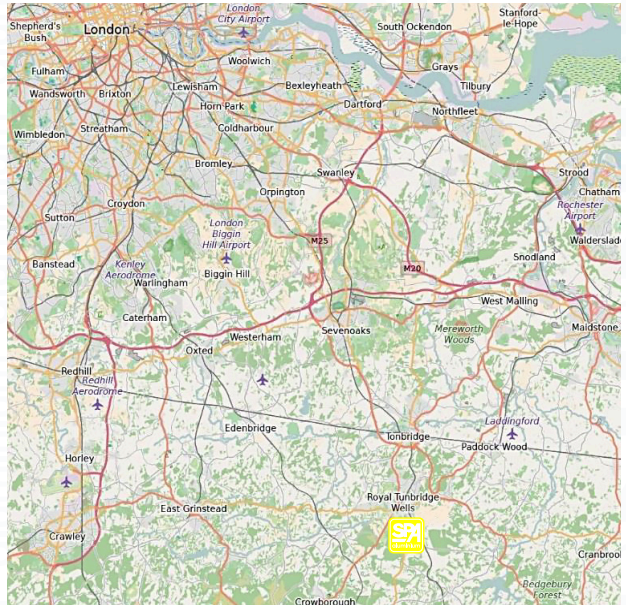 Stanford-
le-Hope
London
City Airport
Shepherd's
Bush
London
South Ockendon
Woolwich
Grays
Fulham
Tilbury
Wandsworth
Brixton
Lewisham
Bexleyheath
Horn Park
Dartford
Northfleet
Streatham
Coldharbour
Wimbledon
Bromley
Swanley
Strood
Orpington
Chatham
Croydon
Rochester
Airport
Sutton
London
Biggin
Hill Airport
M25
Walderslad
Banstead
Kenley
Aerodrome
Snodland
M20
Biggin Hill
Warlingham
West Malling
Caterham
Sevenoaks
Mereworth
Woods
Maidstone
Westerham
Oxted
Redhill
Redhill
Aerodrome
Laddingford
Edenbridge
Tonbridge
Paddock Wood
Horley
Royal Tunbridge
Wells
East Grinstead
SFA
Crawley
Cranbroo
Bedgebury
Forest
Crowborough